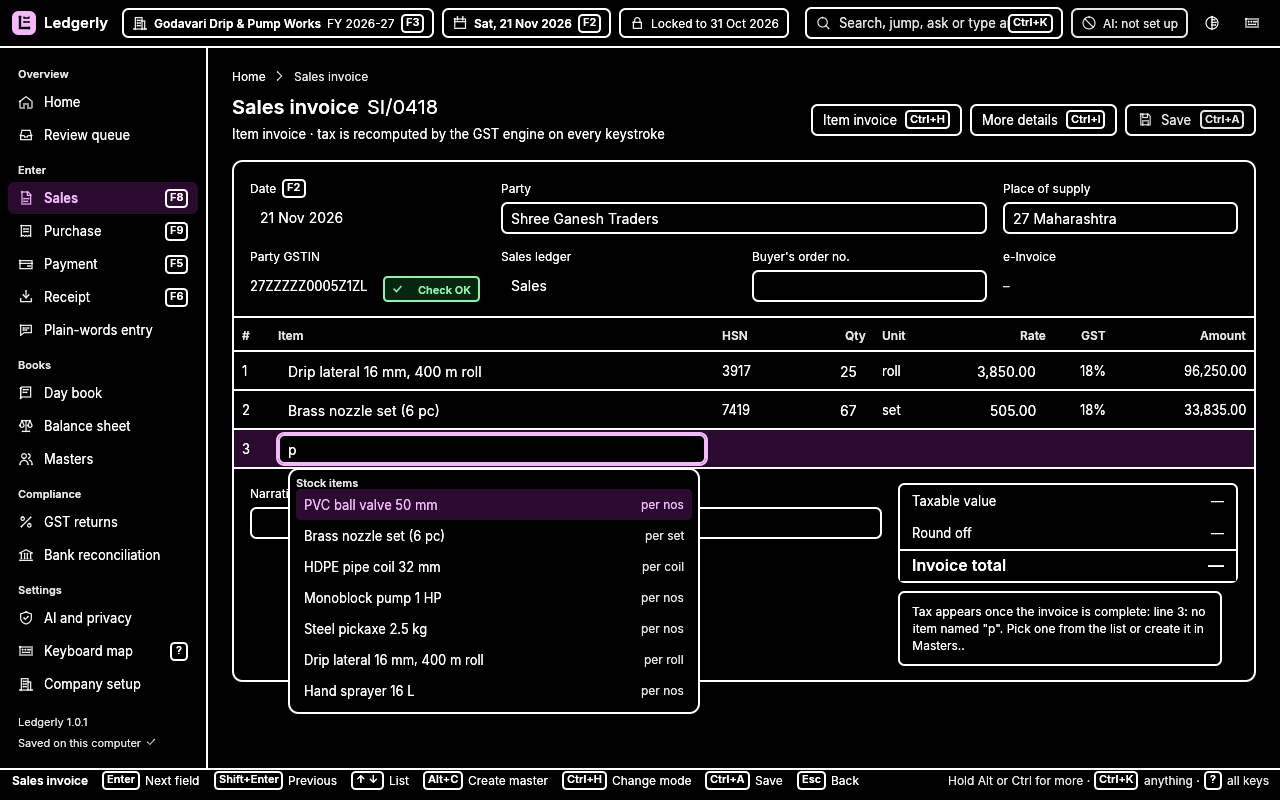 Ledgerly
Godavari Drip & Pump Works FY 2026-27 F3
Sat, 21 Nov 2026 F2
Locked to 31 Oct 2026
Search, jump, ask or type a Ctrl+K
AI: not set up
Overview
Home
Review queue
Enter
Sales F8
Purchase F9
Payment F5
Receipt F6
Plain-words entry
Books
Day book
Balance sheet
Masters
Compliance
GST returns
Bank reconciliation
Settings
AI and privacy
Keyboard map ?
Company setup
Ledgerly 1.0.1
Saved on this computer
Home Sales invoice
Sales invoice SI/0418
Item invoice · tax is recomputed by the GST engine on every keystroke
Item invoice Ctrl+H
More details Ctrl+I
Save Ctrl+A
Date F2 Party Place of supply
21 Nov 2026 Shree Ganesh Traders 27 Maharashtra
Party GSTIN Sales ledger Buyer's order no. e-Invoice
27ZZZZZ0005Z1ZL Check OK Sales –
# Item HSN Qty Unit Rate GST Amount
1 Drip lateral 16 mm, 400 m roll 3917 25 roll 3,850.00 18% 96,250.00
2 Brass nozzle set (6 pc) 7419 67 set 505.00 18% 33,835.00
3 p
Narrati
Stock items
PVC ball valve 50 mm per nos
Brass nozzle set (6 pc) per set
HDPE pipe coil 32 mm per coil
Monoblock pump 1 HP per nos
Steel pickaxe 2.5 kg per nos
Drip lateral 16 mm, 400 m roll per roll
Hand sprayer 16 L per nos
Taxable value —
Round off —
Invoice total —
Tax appears once the invoice is complete: line 3: no
item named "p". Pick one from the list or create it in
Masters..
Sales invoice Enter Next field Shift+Enter Previous ↑ ↓ List Alt+C Create master Ctrl+H Change mode Ctrl+A Save Esc Back Hold Alt or Ctrl for more · Ctrl+K anything · ? all keys